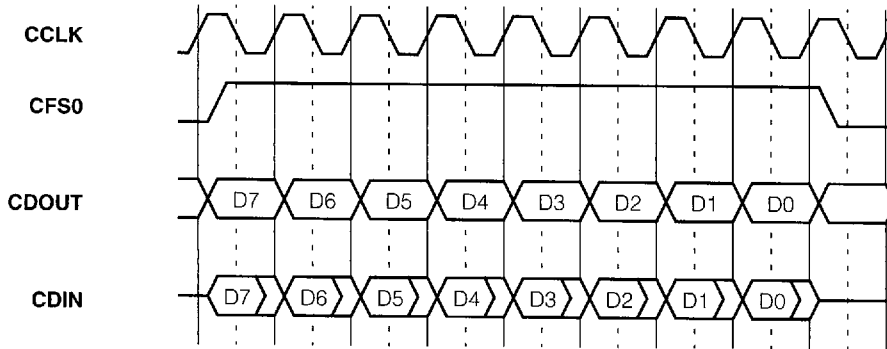 CCLK
CFS0
CDOUT D7 D6 D5 D4 D3 D2 D1 D0
CDIN D7 D6 D5 D4 D3 D2 D1 D0